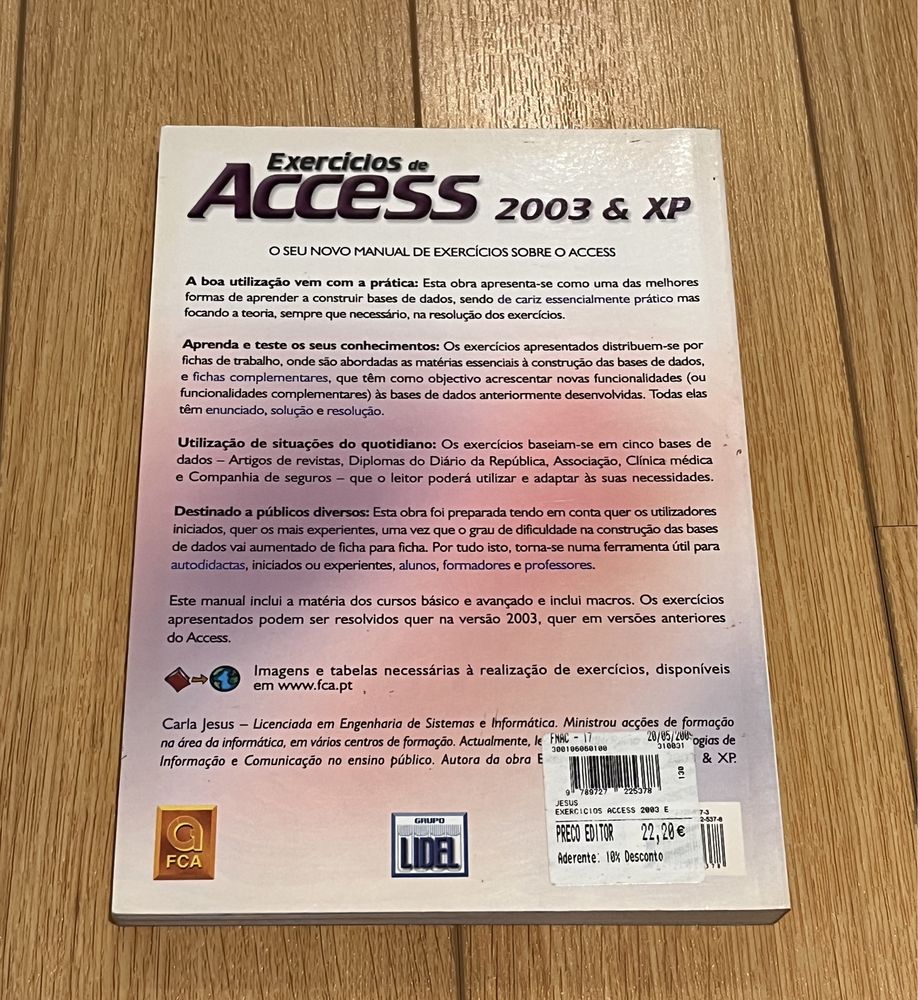 Exercícios de
Access 2003 & XP
O SEU NOVO MANUAL DE EXERCÍCIOS SOBRE O ACCESS
A boa utilização vem com a prática: Esta obra apresenta-se como uma das melhores
formas de aprender a construir bases de dados, sendo de cariz essencialmente prático mas
focando a teoria, sempre que necessário, na resolução dos exercícios.
Aprenda e teste os seus conhecimentos: Os exercícios apresentados distribuem-se por
fichas de trabalho, onde são abordadas as matérias essenciais à construção das bases de dados,
e fichas complementares, que têm como objectivo acrescentar novas funcionalidades (ou
funcionalidades complementares) às bases de dados anteriormente desenvolvidas. Todas elas
têm enunciado, solução e resolução.
Utilização de situações do quotidiano: Os exercícios baseiam-se em cinco bases de
dados – Artigos de revistas, Diplomas do Diário da República, Associação, Clínica médica
e Companhia de seguros – que o leitor poderá utilizar e adaptar às suas necessidades.
Destinado a públicos diversos: Esta obra foi preparada tendo em conta quer os utilizadores
iniciados, quer os mais experientes, uma vez que o grau de dificuldade na construção das bases
de dados vai aumentado de ficha para ficha. Por tudo isto, torna-se numa ferramenta útil para
autodidactas, iniciados ou experientes, alunos, formadores e professores.
Este manual inclui a matéria dos cursos básico e avançado e inclui macros. Os exercícios
apresentados podem ser resolvidos quer na versão 2003, quer em versões anteriores
do Access.
Imagens e tabelas necessárias à realização de exercícios, disponíveis
em www.fca.pt
Carla Jesus – Licenciada em Engenharia de Sistemas e Informática. Ministrou acções de formação
na área da informática, em vários centros de formação. Actualmente, ogias de
Informação e Comunicação no ensino público. Autora da obra & XP.
FNAC - 17 20/05/200
300106060100 310031
130
9 789727 225378
JESUS
EXERCICIOS ACCESS 2003 E
PRECO EDITOR 22,20 €
Aderente: 10% Desconto
7-3
2-537-8
FCA
GRUPO
LIDEL